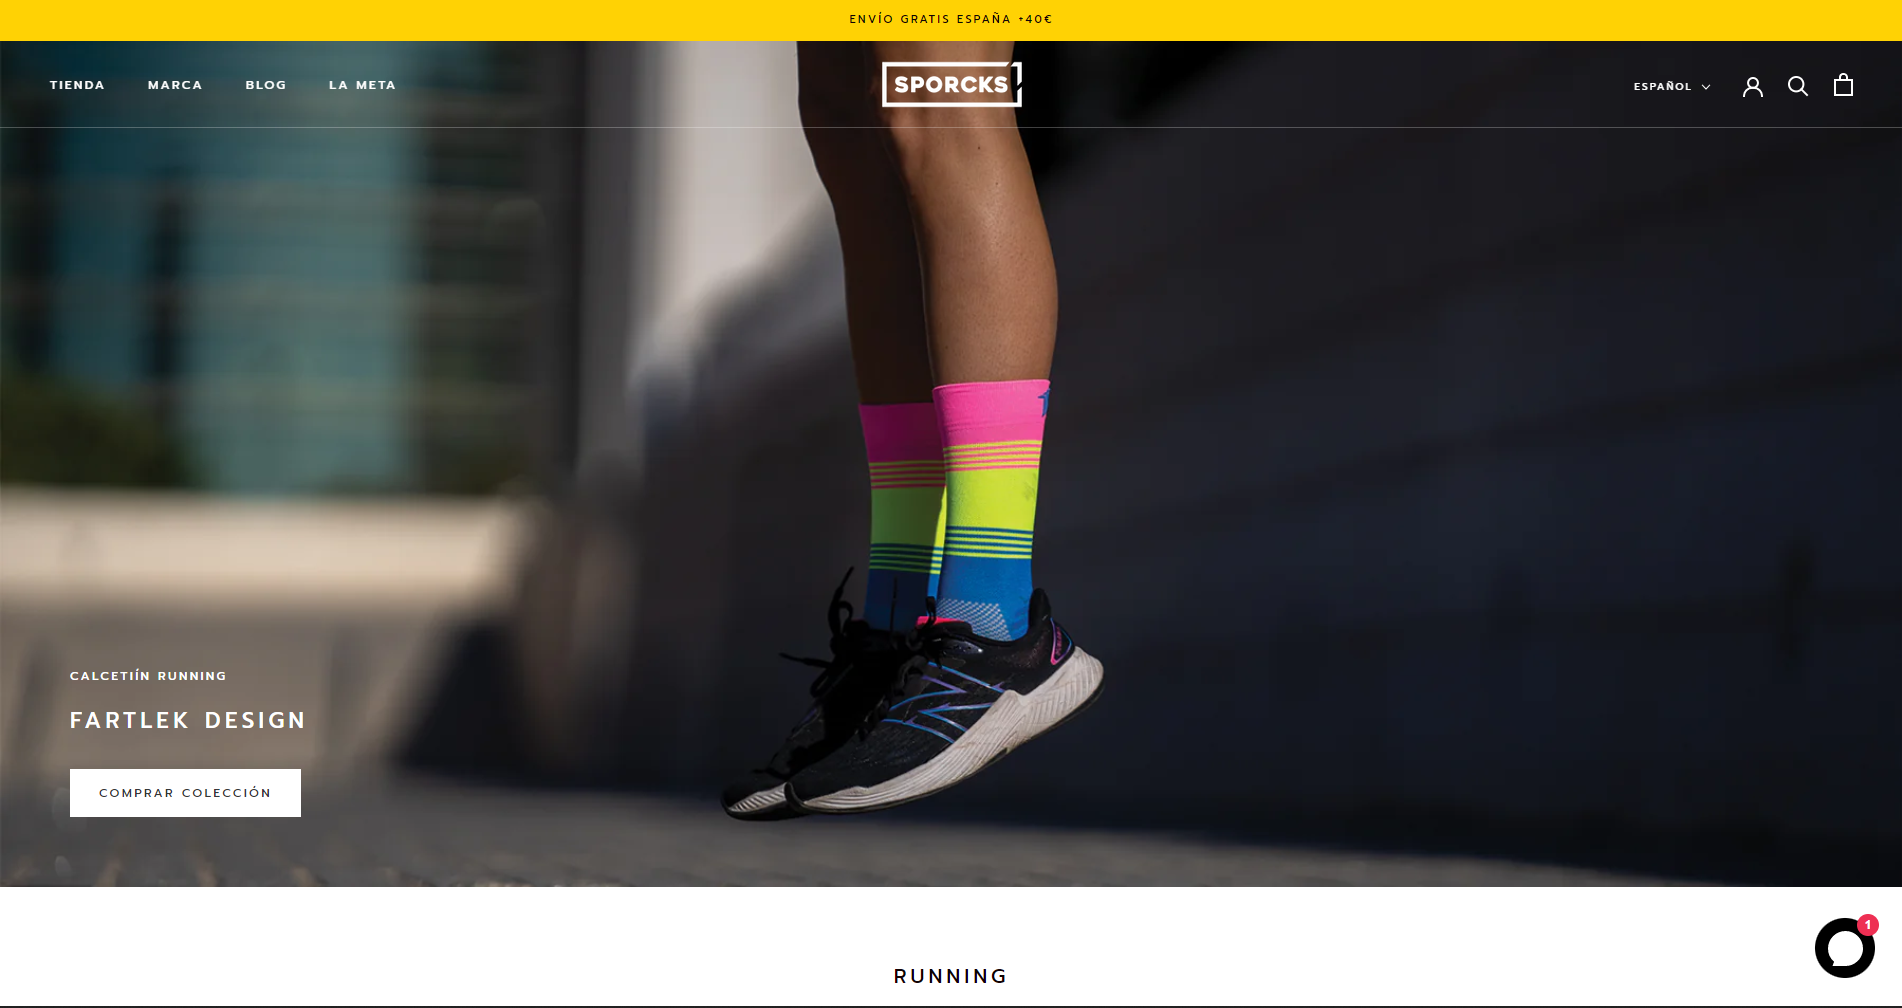 ENVÍO GRATIS ESPAÑA +40€
TIENDA MARCA BLOG LA META
SPORCKS
ESPAÑOL
CALCETIÍN RUNNING
FARTLEK DESIGN
COMPRAR COLECCIÓN
1
RUNNING